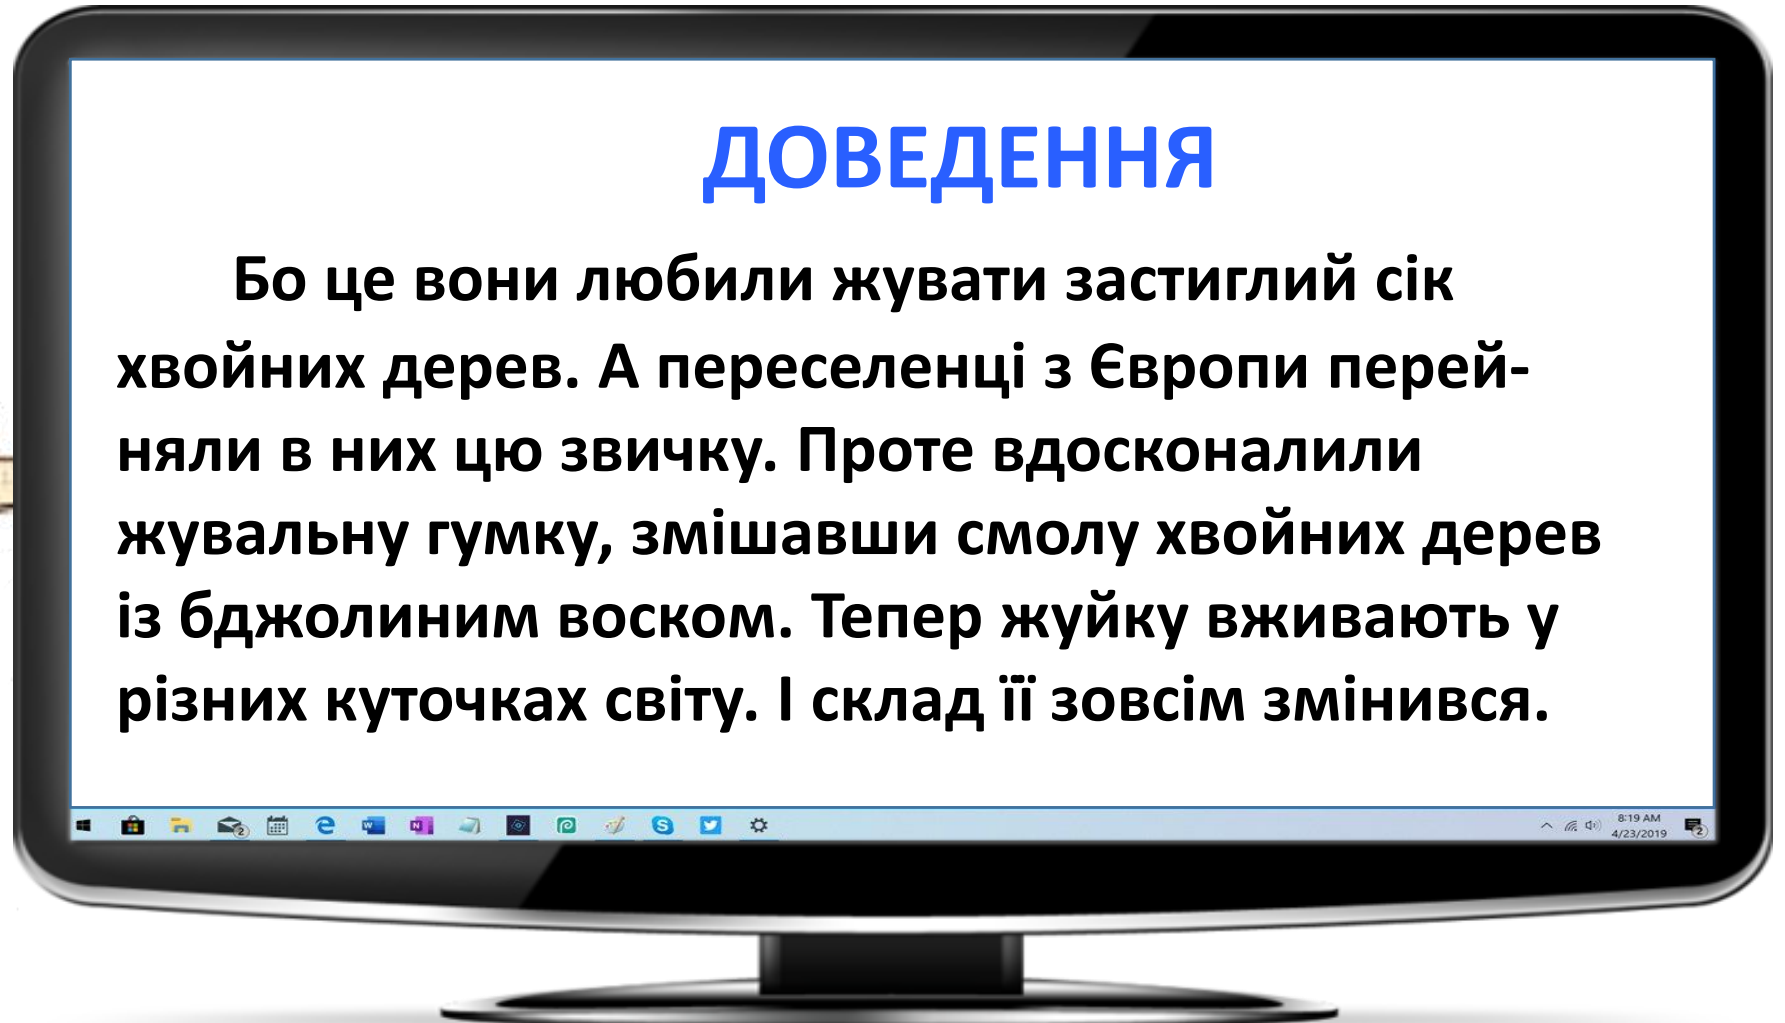 ДОВЕДЕННЯ
Бо це вони любили жувати застиглий сік
хвойних дерев. А переселенці з Європи перей-
няли в них цю звичку. Проте вдосконалили
жувальну гумку, змішавши смолу хвойних дерев
із бджолиним воском. Тепер жуйку вживають у
різних куточках світу. І склад її зовсім змінився.
8:19 AM
4/23/2019